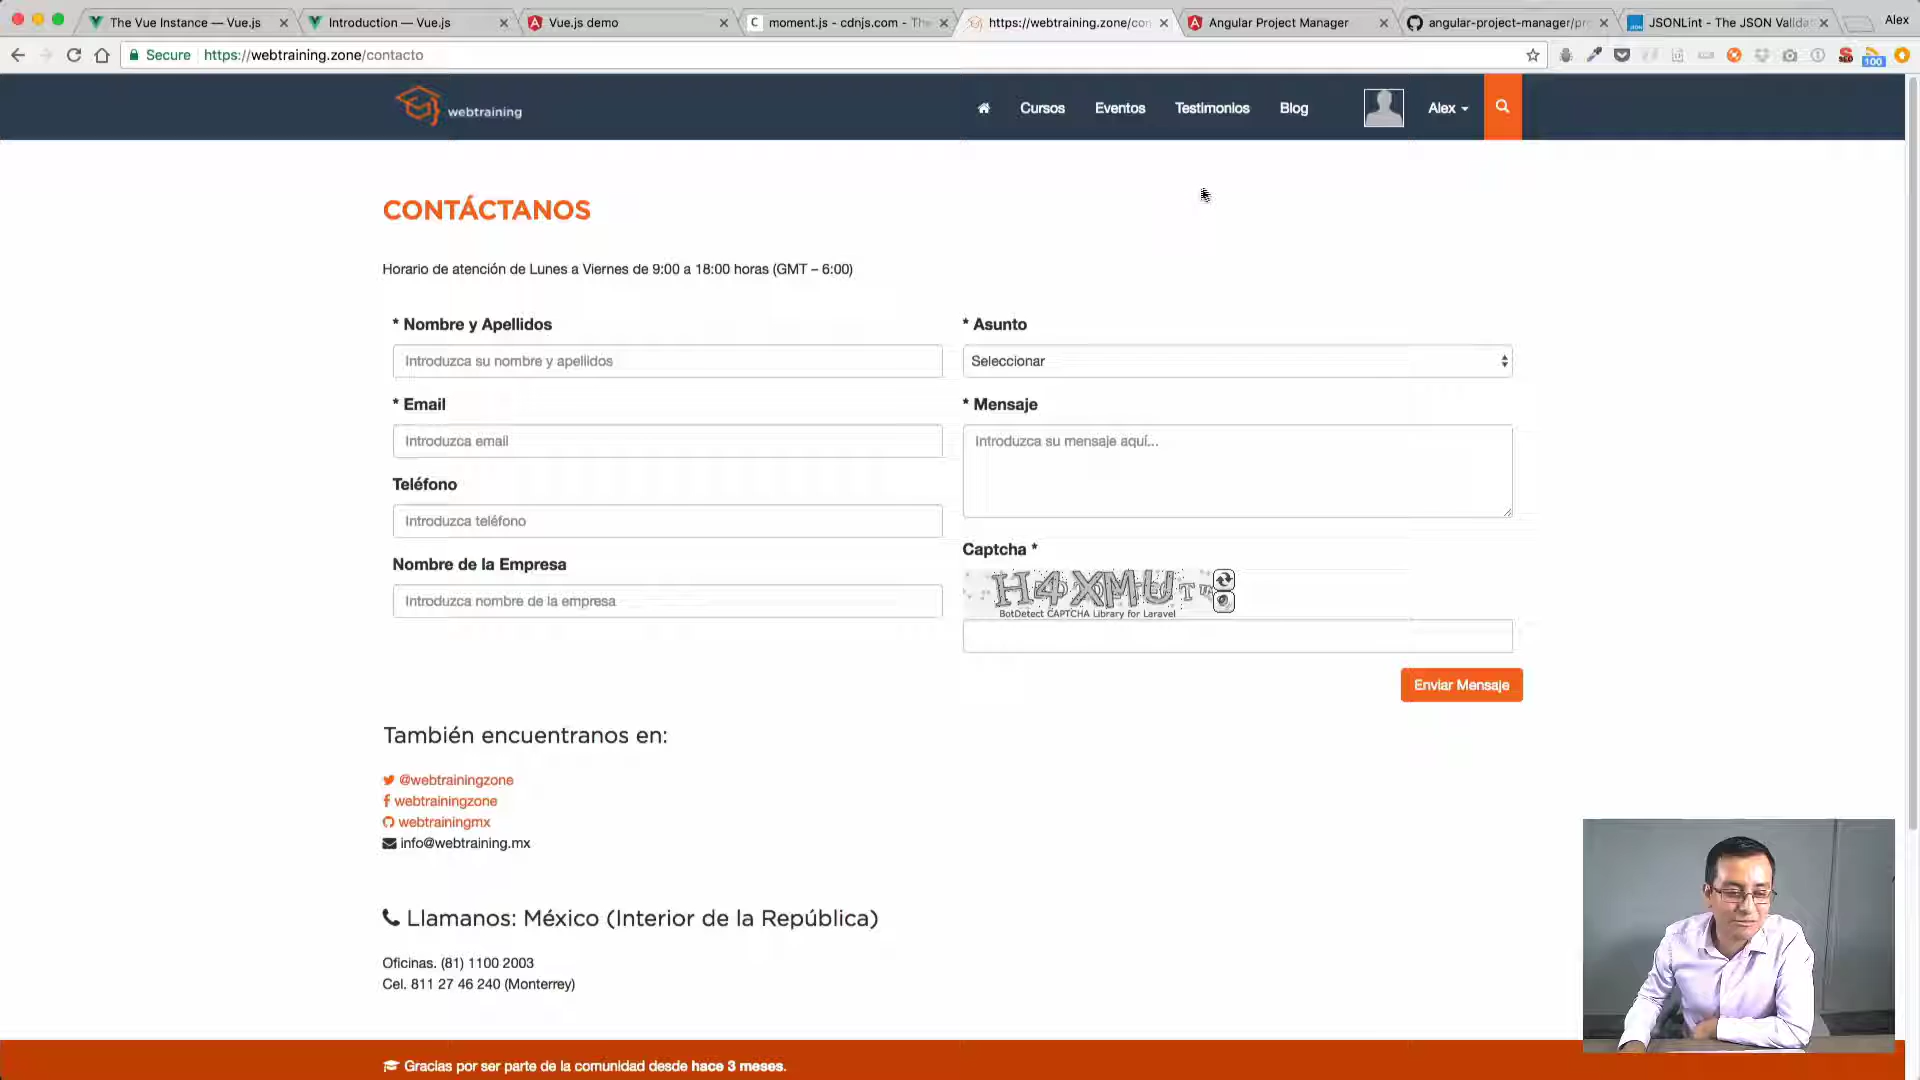 The Vue Instance — Vue.js
Introduction — Vue.js
Vue.js demo
moment.js - cdnjs.com - The
https://webtraining.zone/con
Angular Project Manager
angular-project-manager/pr
JSONLint - The JSON Valida
Alex
Secure https://webtraining.zone/contacto
100
webtraining
Cursos
Eventos
Testimonios
Blog
Alex
CONTÁCTANOS
Horario de atención de Lunes a Viernes de 9:00 a 18:00 horas (GMT – 6:00)
* Nombre y Apellidos
Introduzca su nombre y apellidos
* Email
Introduzca email
Teléfono
Introduzca teléfono
Nombre de la Empresa
Introduzca nombre de la empresa
* Asunto
Seleccionar
* Mensaje
Introduzca su mensaje aquí...
Captcha *
H4XMU
BotDetect CAPTCHA Library for Laravel
Enviar Mensaje
También encuentranos en:
@webtrainingzone
webtrainingzone
webtrainingmx
info@webtraining.mx
Llamanos: México (Interior de la República)
Oficinas. (81) 1100 2003
Cel. 811 27 46 240 (Monterrey)
Gracias por ser parte de la comunidad desde hace 3 meses.